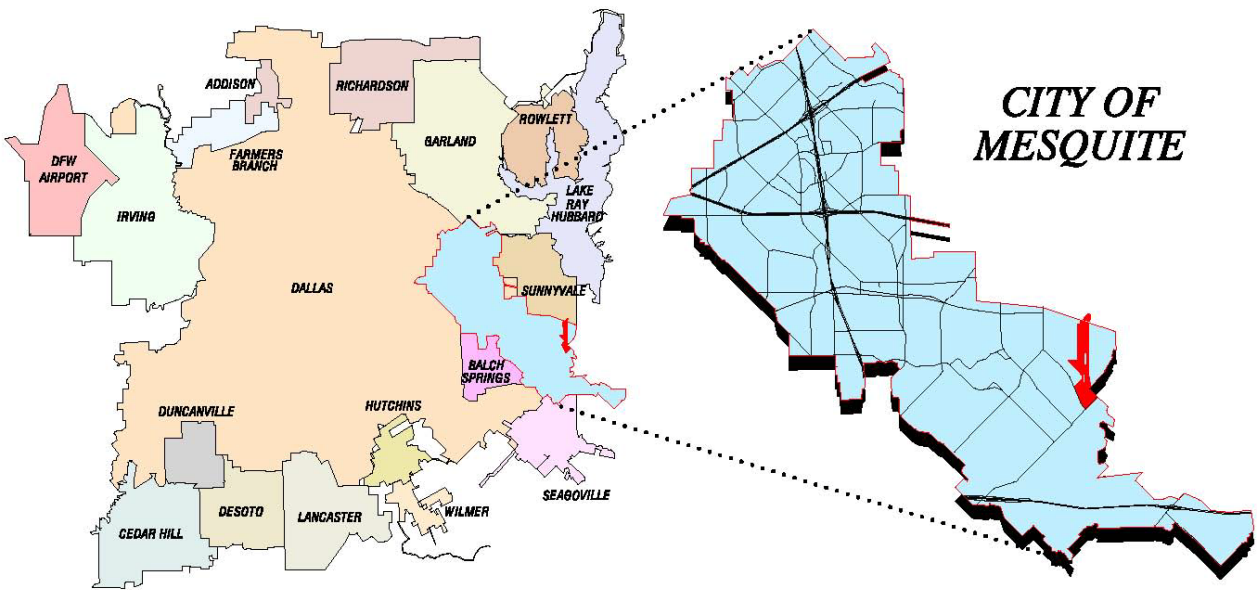 ADDISON
RICHARDSON
ROWLETT
GARLAND
FARMERS
BRANCH
DFW
AIRPORT
IRVING
LAKE
RAY
HUBBARD
DALLAS
SUNNYVALE
BALCH
SPRINGS
DUNCANVILLE
HUTCHINS
SEAGOVILLE
WILMER
DESOTO
LANCASTER
CEDAR HILL
CITY OF
MESQUITE